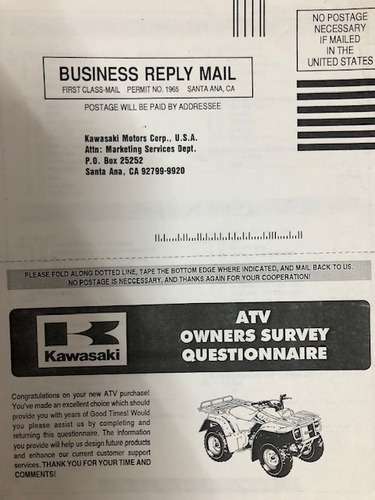 NO POSTAGE
NECESSARY
IF MAILED
IN THE
UNITED STATES
BUSINESS REPLY MAIL
FIRST CLASS-MAIL PERMIT NO. 1965 SANTA ANA, CA
POSTAGE WILL BE PAID BY ADDRESSEE
Kawasaki Motors Corp., U.S.A.
Attn: Marketing Services Dept.
P.O. Box 25252
Santa Ana, CA 92799-9920
PLEASE FOLD ALONG DOTTED LINE, TAPE THE BOTTOM EDGE WHERE INDICATED, AND MAIL BACK TO US.
NO POSTAGE IS NECCESSARY, AND THANKS AGAIN FOR YOUR COOPERATION!
Kawasaki
ATV
OWNERS SURVEY
QUESTIONNAIRE
Congratulations on your new ATV purchase!
You've made an excellent choice which should
provide you with years of Good Times! Would
you please assist us by completing and
returning this questionnaire. The information
you provide will help us design future products
and enhance our current customer support
services. THANK YOU FOR YOUR TIME AND
COMMENTS!